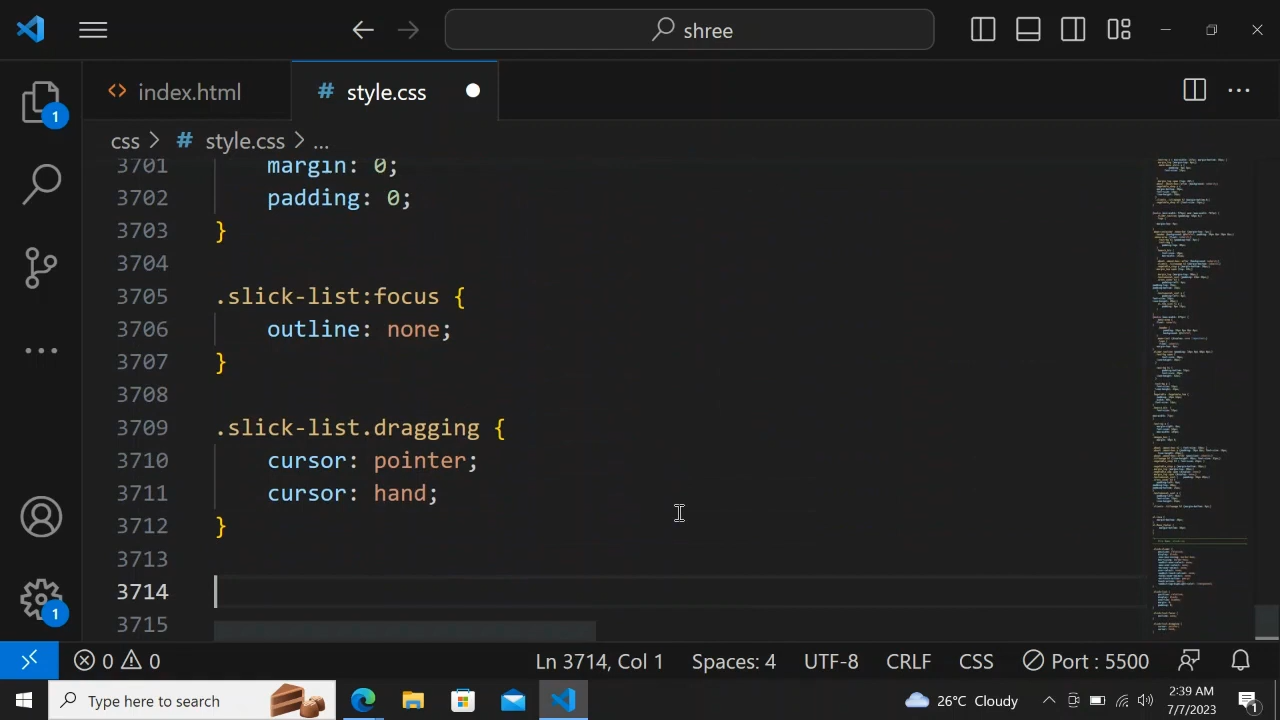 shree
index.html
# style.css
css > # style.css > ...
3701 margin: 0;
3702 padding: 0;
3703 }
3704
3705 .slick-list:focus {
3706 outline: none;
3707 }
3708
3709 .slick-list.dragging {
3710 cursor: pointer;
3711 cursor: hand;
3712 }
3713
3714
3715
1
1
0 0 Ln 3714, Col 1 Spaces: 4 UTF-8 CRLF CSS Port : 5500
Type here to search 26°C Cloudy 2:39 AM
7/7/2023
1